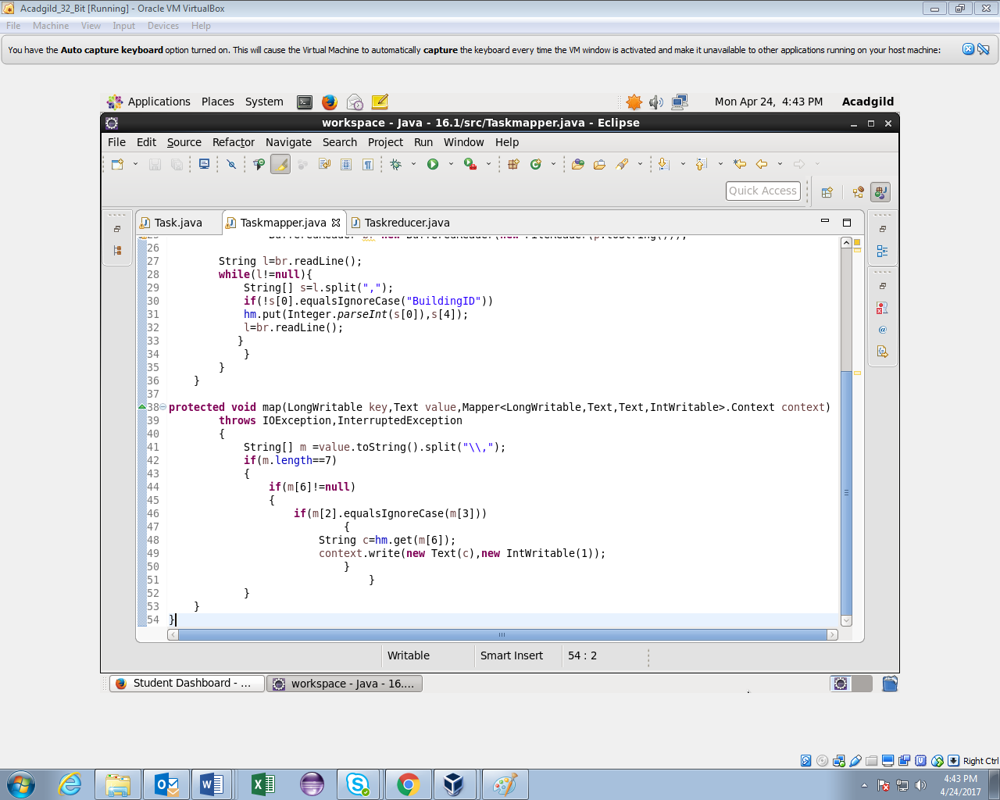 Acadgild_32_Bit [Running] - Oracle VM VirtualBox
File Machine View Input Devices Help
You have the Auto capture keyboard option turned on. This will cause the Virtual Machine to automatically capture the keyboard every time the VM window is activated and make it unavailable to other applications running on your host machine:
Applications Places System Mon Apr 24, 4:43 PM Acadgild
workspace - Java - 16.1/src/Taskmapper.java - Eclipse
File Edit Source Refactor Navigate Search Project Run Window Help
Quick Access
Task.java Taskmapper.java Taskreducer.java
25 BufferedReader br=new BufferedReader(new FileReader(p.toString()));
26
27 String l=br.readLine();
28 while(l!=null){
29 String[] s=l.split(",");
30 if(!s[0].equalsIgnoreCase("BuildingID"))
31 hm.put(Integer.parseInt(s[0]),s[4]);
32 l=br.readLine();
33 }
34 }
35 }
36 }
37
38 protected void map(LongWritable key,Text value,Mapper<LongWritable,Text,Text,IntWritable>.Context context)
39 throws IOException,InterruptedException
40 {
41 String[] m =value.toString().split("\\,");
42 if(m.length==7)
43 {
44 if(m[6]!=null)
45 {
46 if(m[2].equalsIgnoreCase(m[3]))
47 {
48 String c=hm.get(m[6]);
49 context.write(new Text(c),new IntWritable(1));
50 }
51 }
52 }
53 }
54 }
Writable Smart Insert 54 : 2
Student Dashboard - ... workspace - Java - 16....
Right Ctrl
4:43 PM
4/24/2017